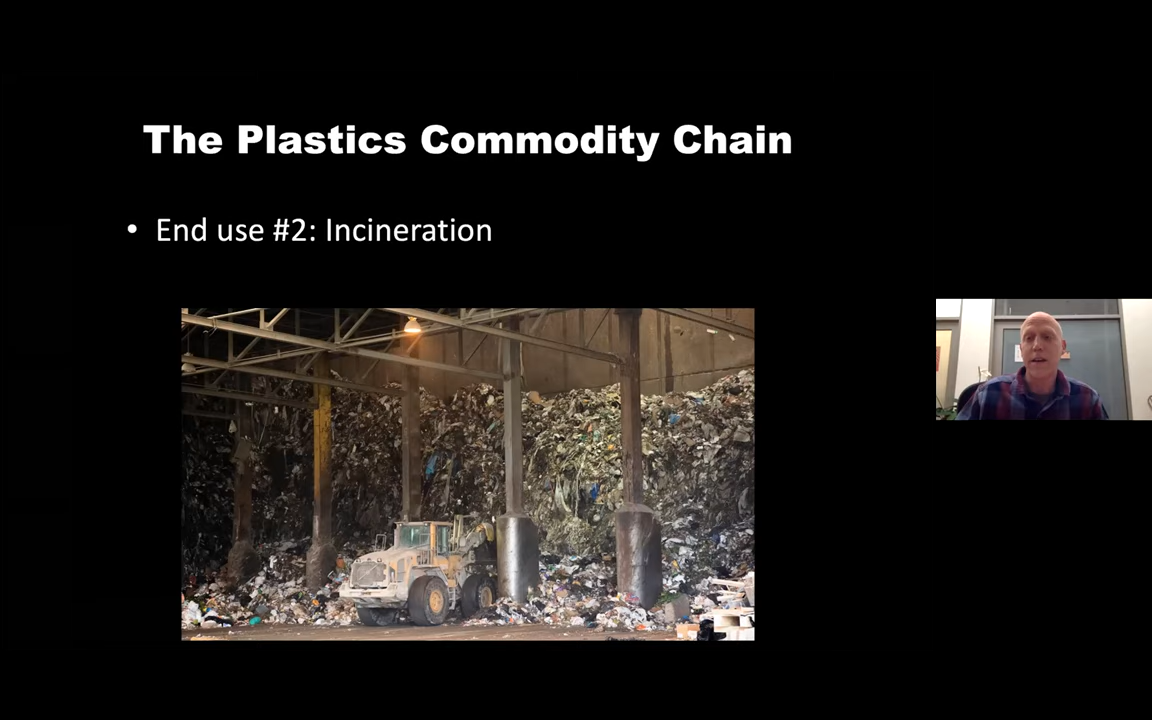 The Plastics Commodity Chain
• End use #2: Incineration